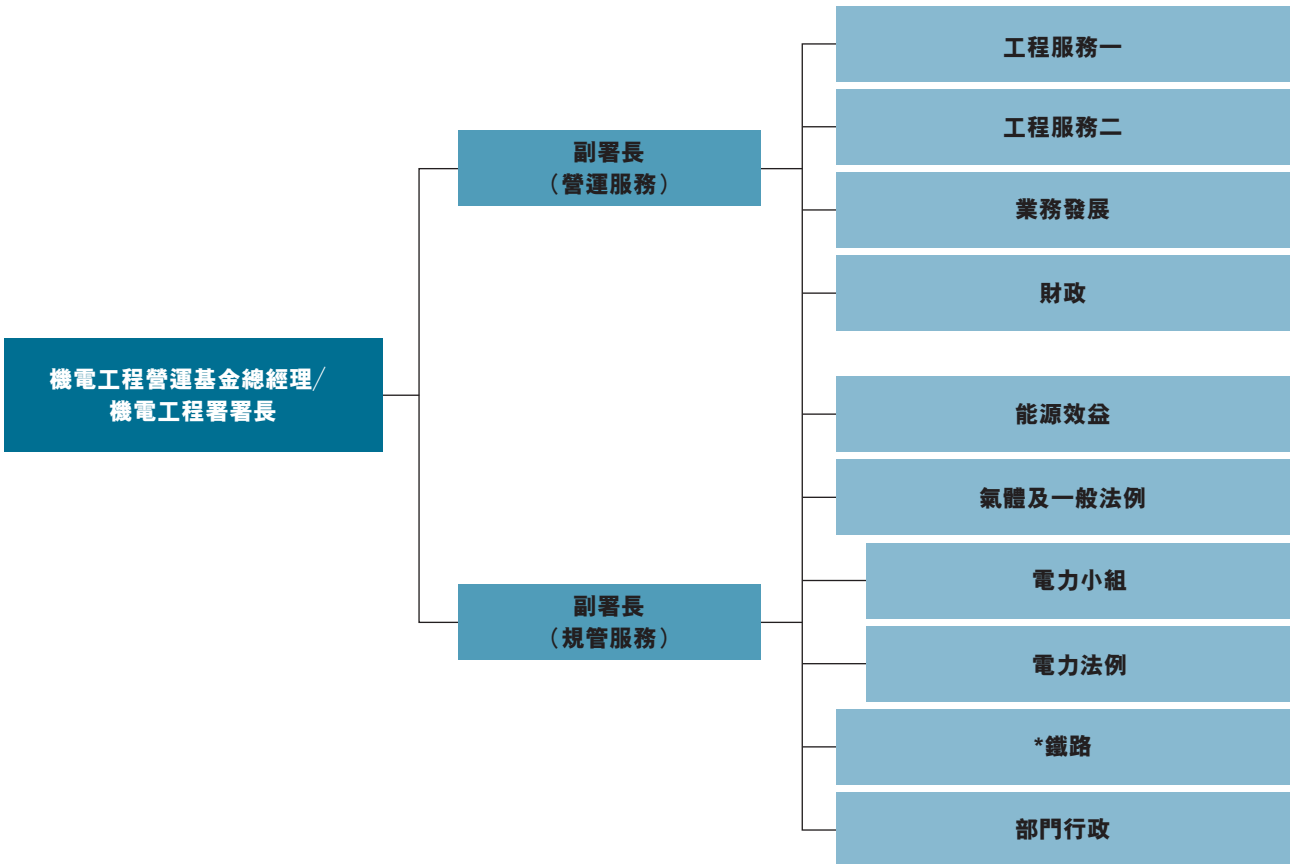 機電工程營運基金總經理/
機電工程署署長
副署長
（營運服務）
工程服務一
工程服務二
業務發展
財政
副署長
（規管服務）
能源效益
氣體及一般法例
電力小組
電力法例
*鐵路
部門行政